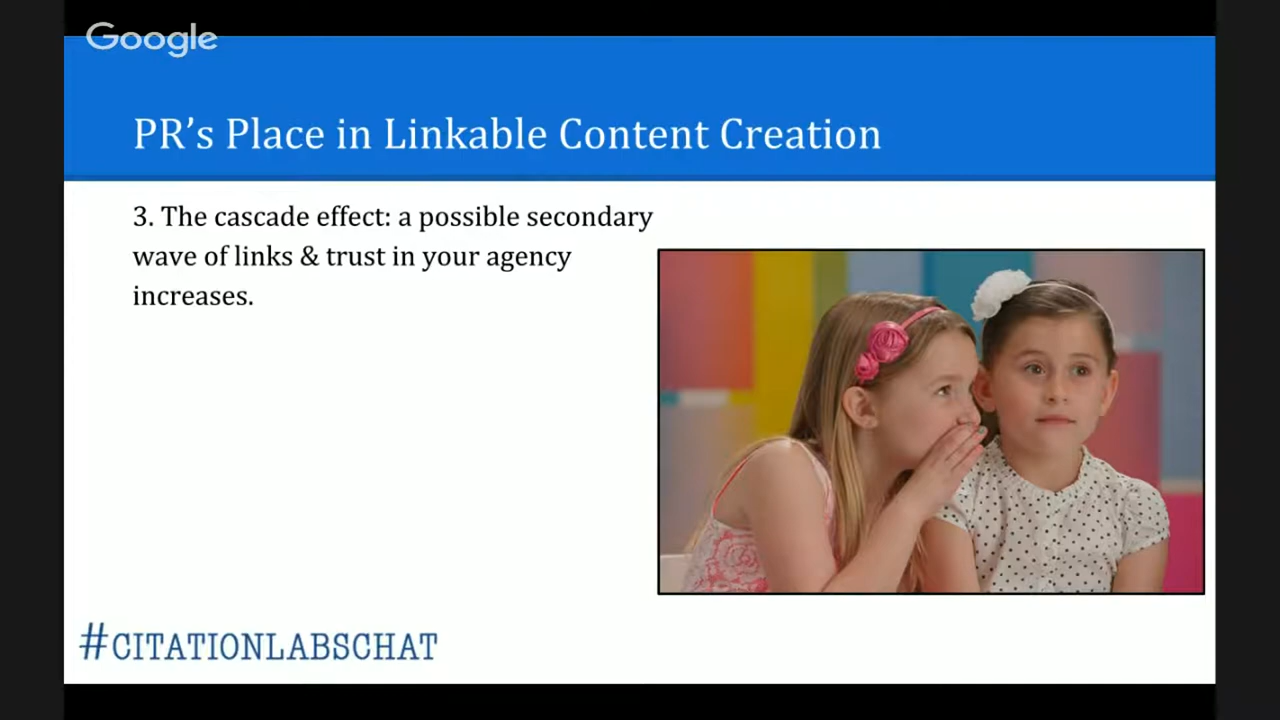 Google
PR's Place in Linkable Content Creation
3. The cascade effect: a possible secondary
wave of links & trust in your agency
increases.
#CITATIONLABSCHAT